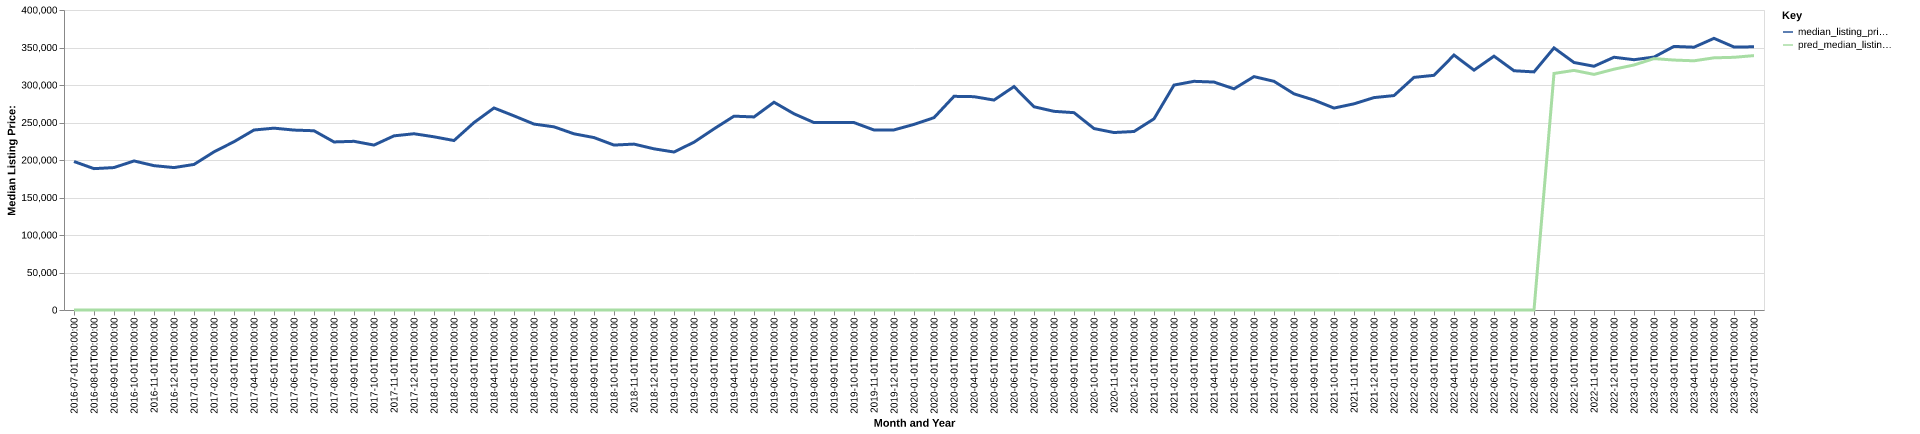 400,000
350,000
300,000
250,000
200,000
150,000
100,000
50,000
0
Median Listing Price:
2016-07-01T00:00:00
2016-08-01T00:00:00
2016-09-01T00:00:00
2016-10-01T00:00:00
2016-11-01T00:00:00
2016-12-01T00:00:00
2017-01-01T00:00:00
2017-02-01T00:00:00
2017-03-01T00:00:00
2017-04-01T00:00:00
2017-05-01T00:00:00
2017-06-01T00:00:00
2017-07-01T00:00:00
2017-08-01T00:00:00
2017-09-01T00:00:00
2017-10-01T00:00:00
2017-11-01T00:00:00
2017-12-01T00:00:00
2018-01-01T00:00:00
2018-02-01T00:00:00
2018-03-01T00:00:00
2018-04-01T00:00:00
2018-05-01T00:00:00
2018-06-01T00:00:00
2018-07-01T00:00:00
2018-08-01T00:00:00
2018-09-01T00:00:00
2018-10-01T00:00:00
2018-11-01T00:00:00
2018-12-01T00:00:00
2019-01-01T00:00:00
2019-02-01T00:00:00
2019-03-01T00:00:00
2019-04-01T00:00:00
2019-05-01T00:00:00
2019-06-01T00:00:00
2019-07-01T00:00:00
2019-08-01T00:00:00
2019-09-01T00:00:00
2019-10-01T00:00:00
2019-11-01T00:00:00
2019-12-01T00:00:00
2020-01-01T00:00:00
2020-02-01T00:00:00
2020-03-01T00:00:00
2020-04-01T00:00:00
2020-05-01T00:00:00
2020-06-01T00:00:00
2020-07-01T00:00:00
2020-08-01T00:00:00
2020-09-01T00:00:00
2020-10-01T00:00:00
2020-11-01T00:00:00
2020-12-01T00:00:00
2021-01-01T00:00:00
2021-02-01T00:00:00
2021-03-01T00:00:00
2021-04-01T00:00:00
2021-05-01T00:00:00
2021-06-01T00:00:00
2021-07-01T00:00:00
2021-08-01T00:00:00
2021-09-01T00:00:00
2021-10-01T00:00:00
2021-11-01T00:00:00
2021-12-01T00:00:00
2022-01-01T00:00:00
2022-02-01T00:00:00
2022-03-01T00:00:00
2022-04-01T00:00:00
2022-05-01T00:00:00
2022-06-01T00:00:00
2022-07-01T00:00:00
2022-08-01T00:00:00
2022-09-01T00:00:00
2022-10-01T00:00:00
2022-11-01T00:00:00
2022-12-01T00:00:00
2023-01-01T00:00:00
2023-02-01T00:00:00
2023-03-01T00:00:00
2023-04-01T00:00:00
2023-05-01T00:00:00
2023-06-01T00:00:00
2023-07-01T00:00:00
Month and Year
Key
median_listing_pri…
pred_median_listin…